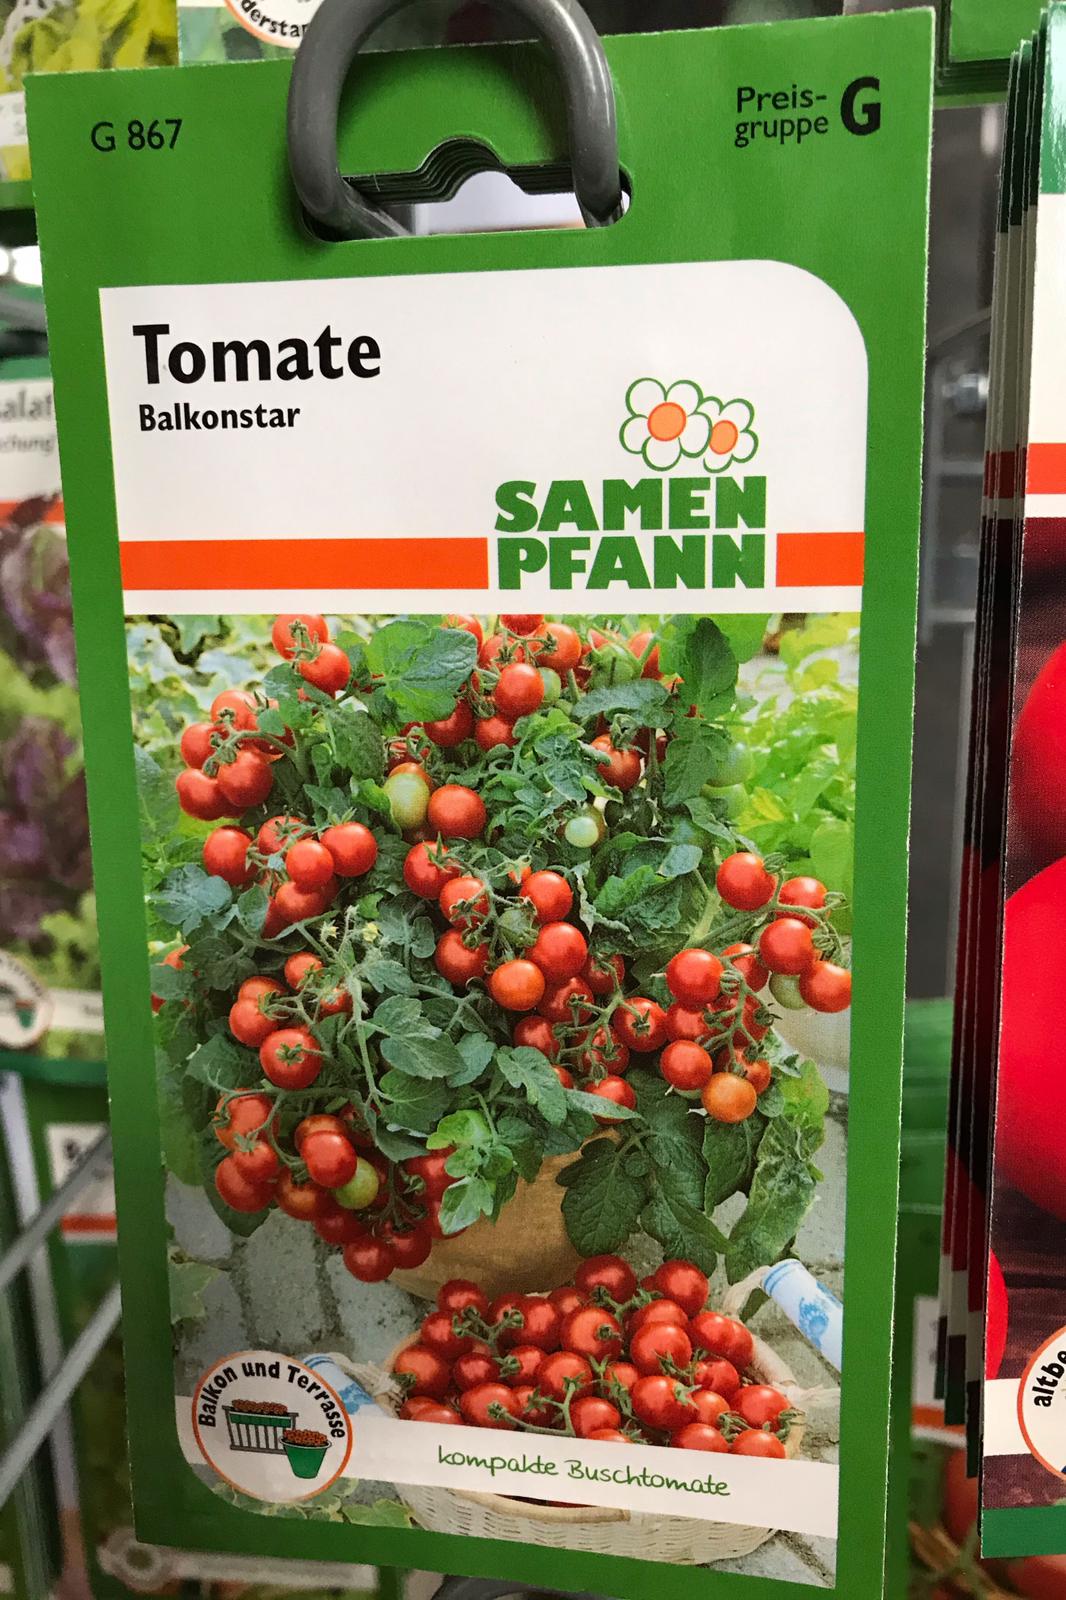 G 867
Preis-
gruppe G
Tomate
Balkonstar
SAMEN
PFANN
Balkon und Terrasse
kompakte Buschtomate